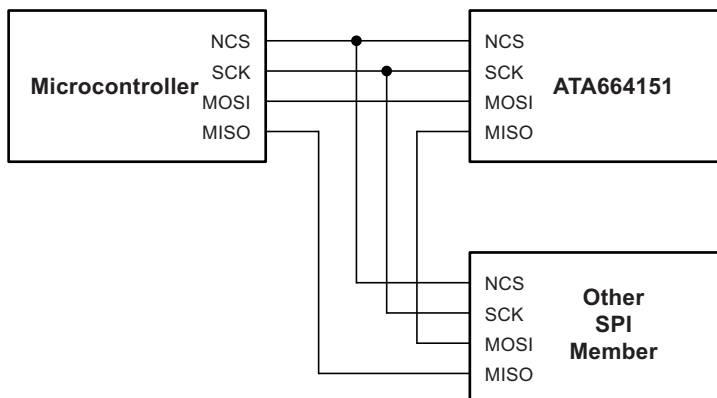 Microcontroller
NCS
SCK
MOSI
MISO
NCS
SCK
MOSI
MISO
ATA664151
NCS
SCK
MOSI
MISO
Other
SPI
Member